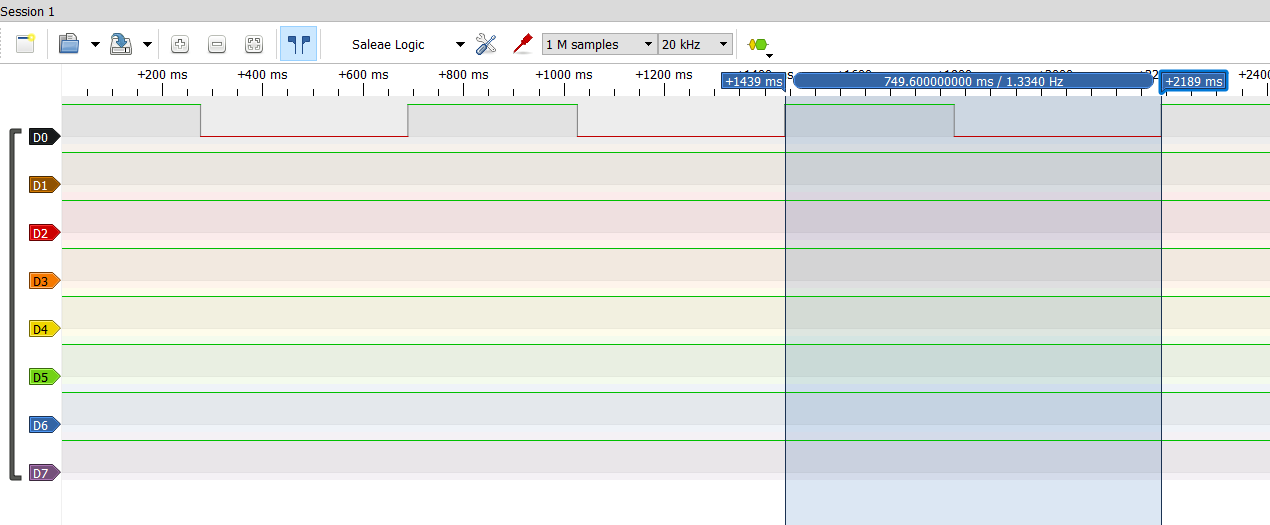 Session 1
Saleae Logic 1 M samples 20 kHz
+200 ms +400 ms +600 ms +800 ms +1000 ms +1200 ms +2400
+1439 ms 749.600000000 ms / 1.3340 Hz +2189 ms
D0
D1
D2
D3
D4
D5
D6
D7